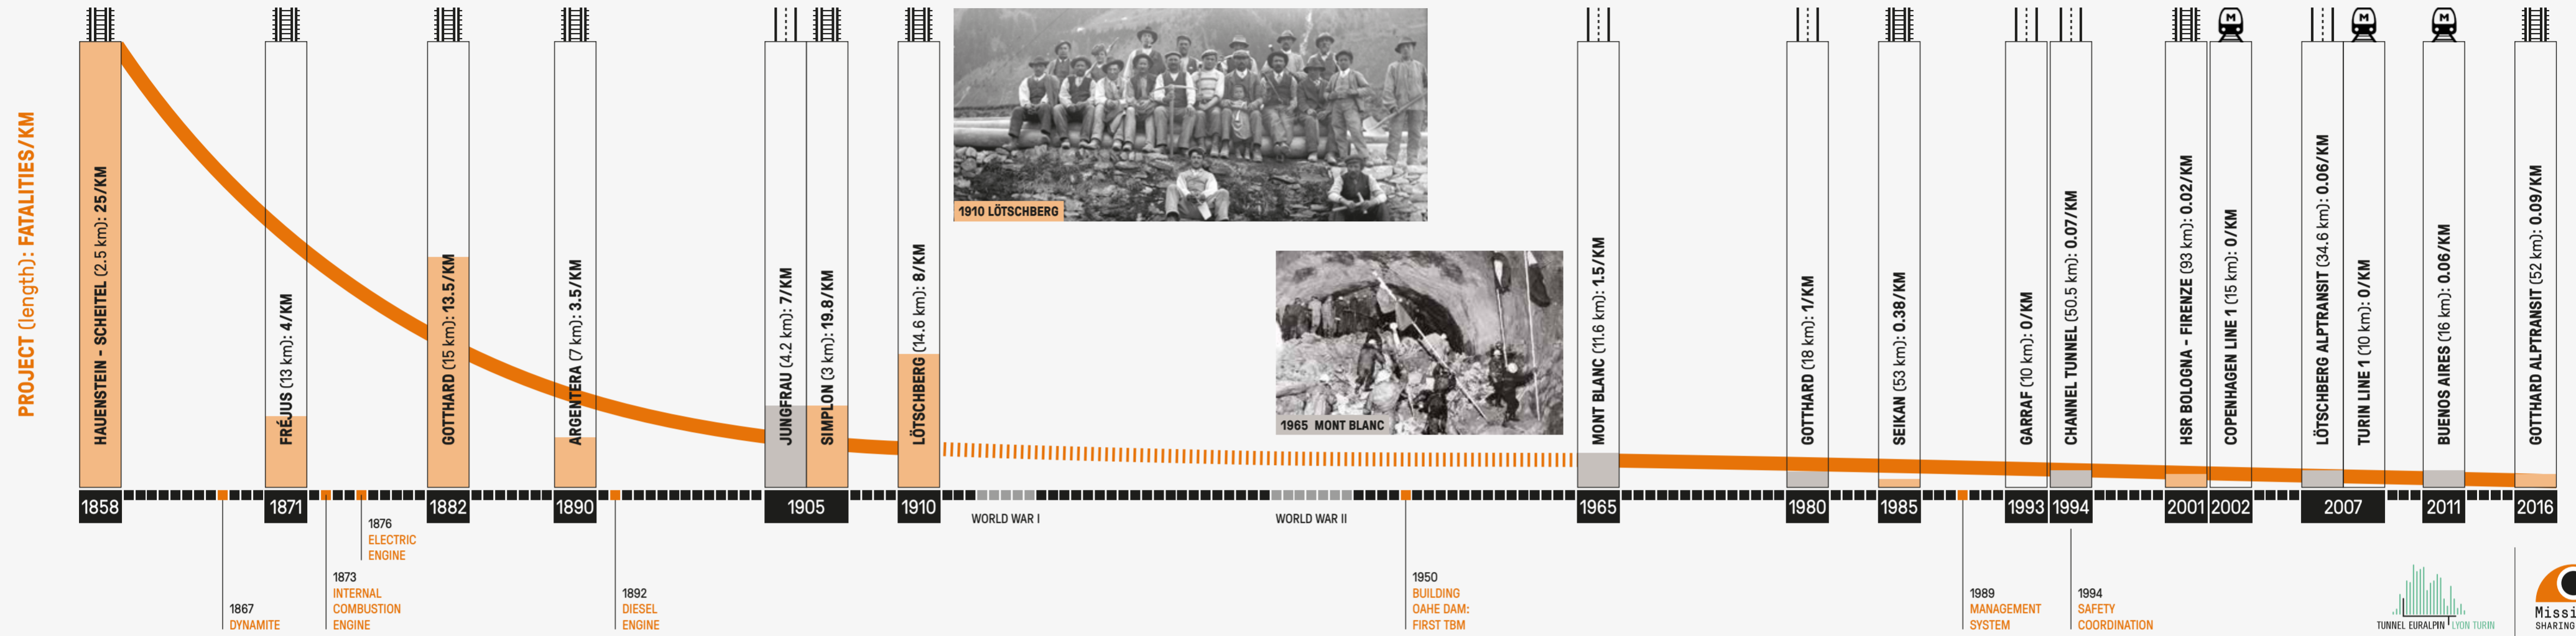 PROJECT (length): FATALITIES/KM
HAUENSTEIN - SCHEITEL (2.5 km): 25/KM
FRÉJUS (13 km): 4/KM
GOTTHARD (15 km): 13.5/KM
ARGENTERA (7 km): 3.5/KM
JUNGFRAU (4.2 km): 7/KM
SIMPLON (3 km): 19.8/KM
LÖTSCHBERG (14.6 km): 8/KM
1910 LÖTSCHBERG
1965 MONT BLANC
MONT BLANC (11.6 km): 1.5/KM
GOTTHARD (18 km): 1/KM
SEIKAN (53 km): 0.38/KM
GARRAF (10 km): 0/KM
CHANNEL TUNNEL (50.5 km): 0.07/KM
HSR BOLOGNA - FIRENZE (93 km): 0.02/KM
M
COPENHAGEN LINE 1 (15 km): 0/KM
LÖTSCHBERG ALPTRANSIT (34.6 km): 0.06/KM
M
TURIN LINE 1 (10 km): 0/KM
M
BUENOS AIRES (16 km): 0.06/KM
GOTTHARD ALPTRANSIT (52 km): 0.09/KM
1858
1871
1882
1890
1905
1910
WORLD WAR I
WORLD WAR II
1965
1980
1985
1993
1994
2001
2002
2007
2011
2016
1867
DYNAMITE
1873
INTERNAL
COMBUSTION
ENGINE
1876
ELECTRIC
ENGINE
1892
DIESEL
ENGINE
1950
BUILDING
OAHE DAM:
FIRST TBM
1989
MANAGEMENT
SYSTEM
1994
SAFETY
COORDINATION
TUNNEL EURALPIN LYON TURIN
Missi
SHARING